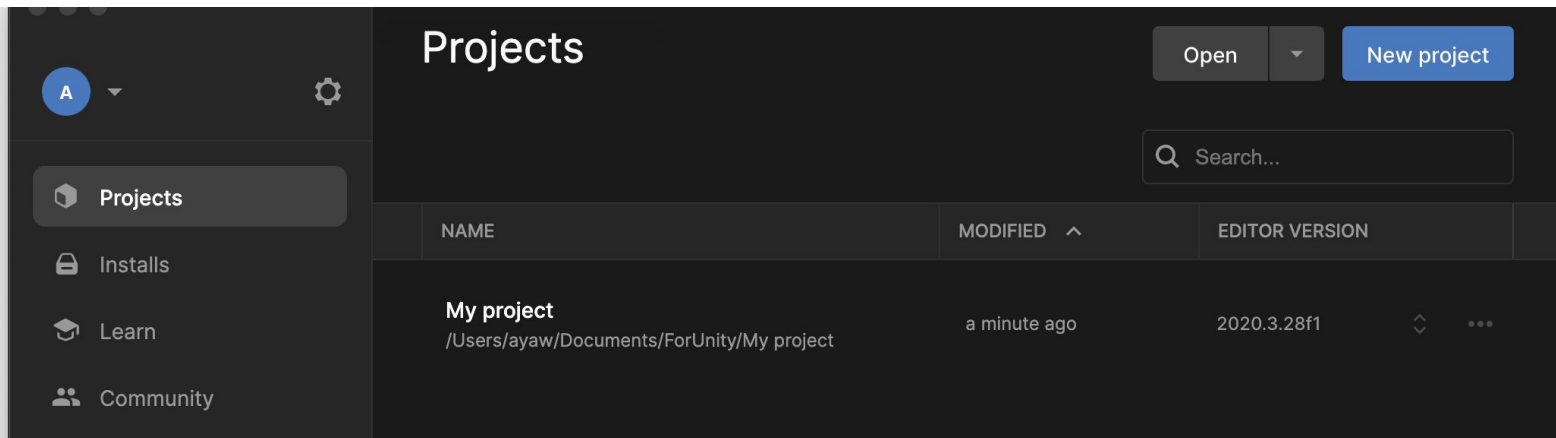 Projects
Open
New project
A
Search...
Projects
Installs
Learn
Community
NAME
MODIFIED
EDITOR VERSION
My project
/Users/ayaw/Documents/ForUnity/My project
a minute ago
2020.3.28f1